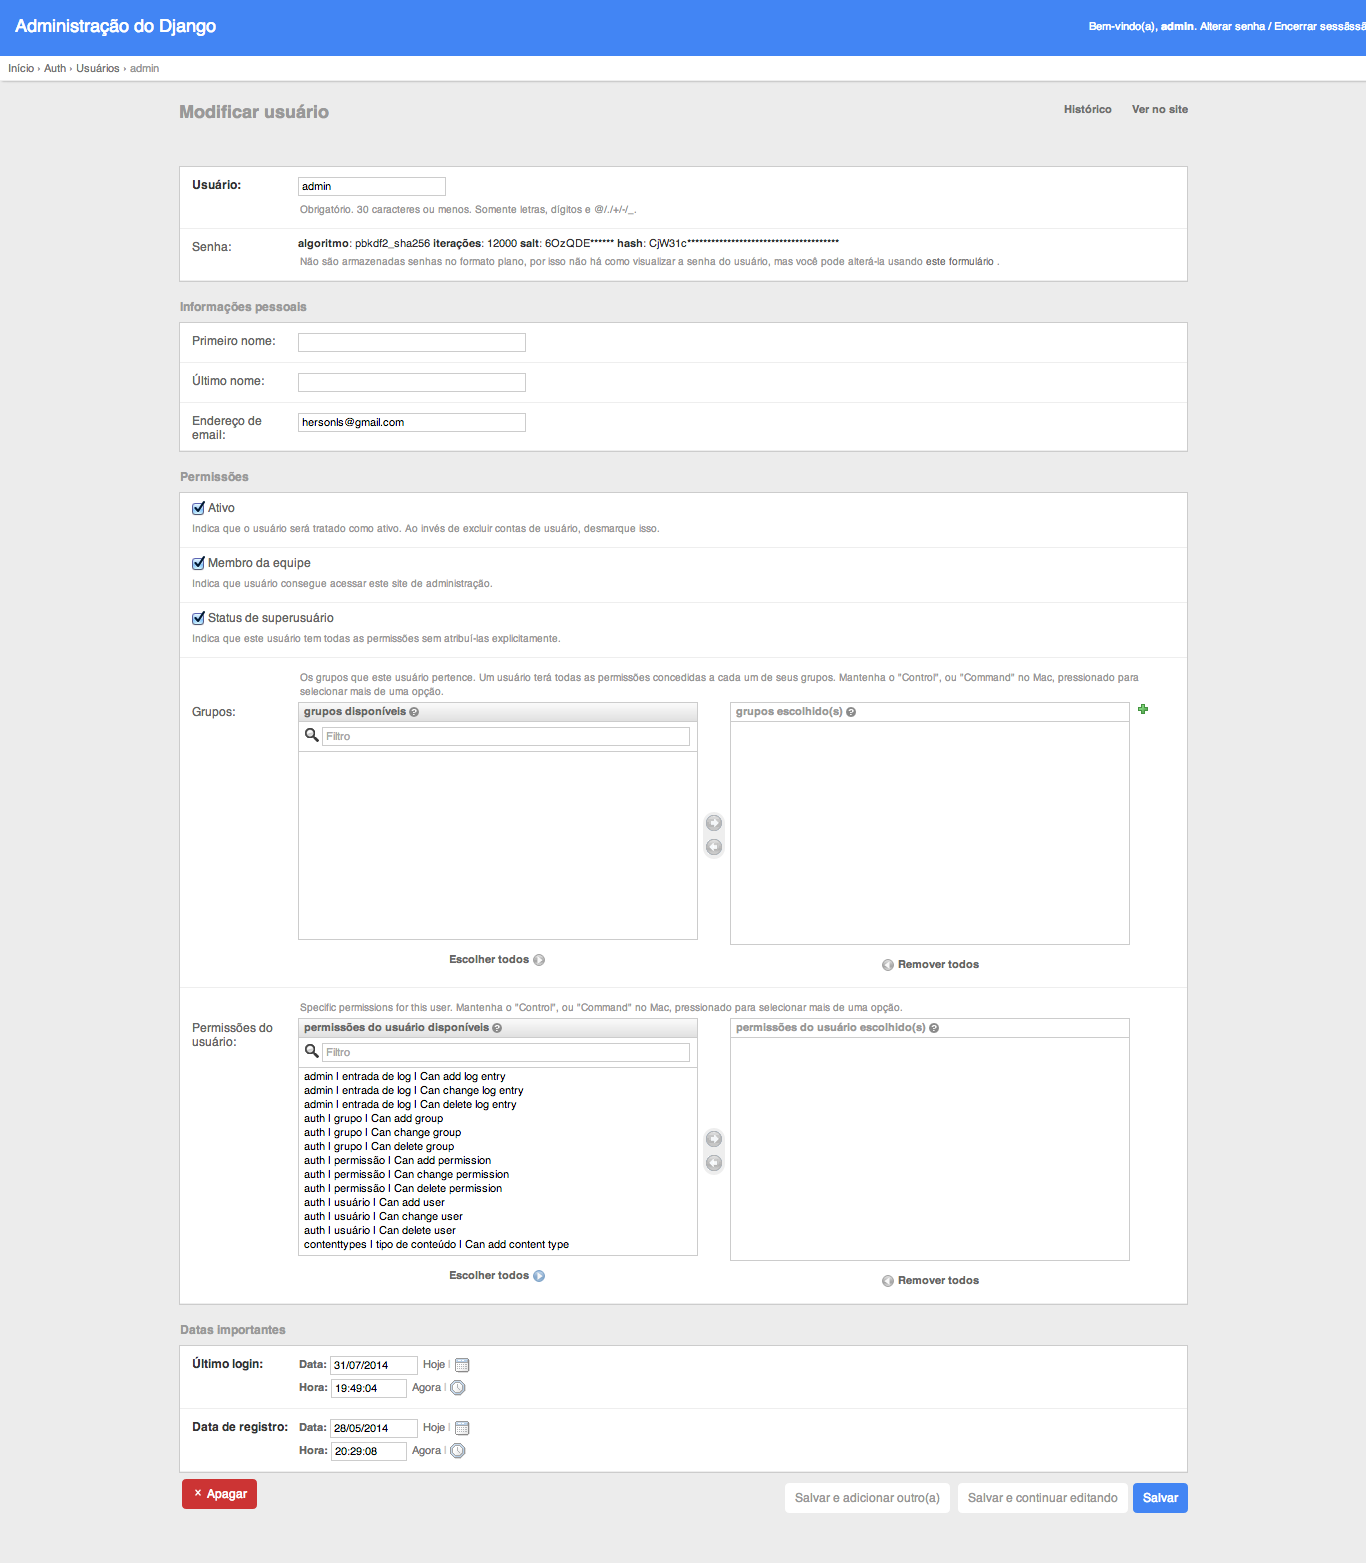 Administração do Django
Bem-vindo(a), admin. Alterar senha / Encerrar sessãssã
Início › Auth › Usuários › admin
Modificar usuário
Histórico
Ver no site
Usuário:
admin
Obrigatório. 30 caracteres ou menos. Somente letras, dígitos e @/./+/-/_.
Senha:
algoritmo: pbkdf2_sha256 iterações: 12000 salt: 6OzQDE****** hash: CjW31c**************************************
Não são armazenadas senhas no formato plano, por isso não há como visualizar a senha do usuário, mas você pode alterá-la usando este formulário .
Informações pessoais
Primeiro nome:
Último nome:
Endereço de
email:
hersonls@gmail.com
Permissões
Ativo
Indica que o usuário será tratado como ativo. Ao invés de excluir contas de usuário, desmarque isso.
Membro da equipe
Indica que usuário consegue acessar este site de administração.
Status de superusuário
Indica que este usuário tem todas as permissões sem atribuí-las explicitamente.
Os grupos que este usuário pertence. Um usuário terá todas as permissões concedidas a cada um de seus grupos. Mantenha o "Control", ou "Command" no Mac, pressionado para
selecionar mais de uma opção.
Grupos:
grupos disponíveis ?
Filtro
Escolher todos
grupos escolhido(s) ?
Remover todos
Specific permissions for this user. Mantenha o "Control", ou "Command" no Mac, pressionado para selecionar mais de uma opção.
Permissões do
usuário:
permissões do usuário disponíveis ?
Filtro
admin | entrada de log | Can add log entry
admin | entrada de log | Can change log entry
admin | entrada de log | Can delete log entry
auth | grupo | Can add group
auth | grupo | Can change group
auth | grupo | Can delete group
auth | permissão | Can add permission
auth | permissão | Can change permission
auth | permissão | Can delete permission
auth | usuário | Can add user
auth | usuário | Can change user
auth | usuário | Can delete user
contenttypes | tipo de conteúdo | Can add content type
Escolher todos
permissões do usuário escolhido(s) ?
Remover todos
Datas importantes
Último login:
Data: 31/07/2014 Hoje |
Hora: 19:49:04 Agora |
Data de registro:
Data: 28/05/2014 Hoje |
Hora: 20:29:08 Agora |
× Apagar
Salvar e adicionar outro(a)
Salvar e continuar editando
Salvar